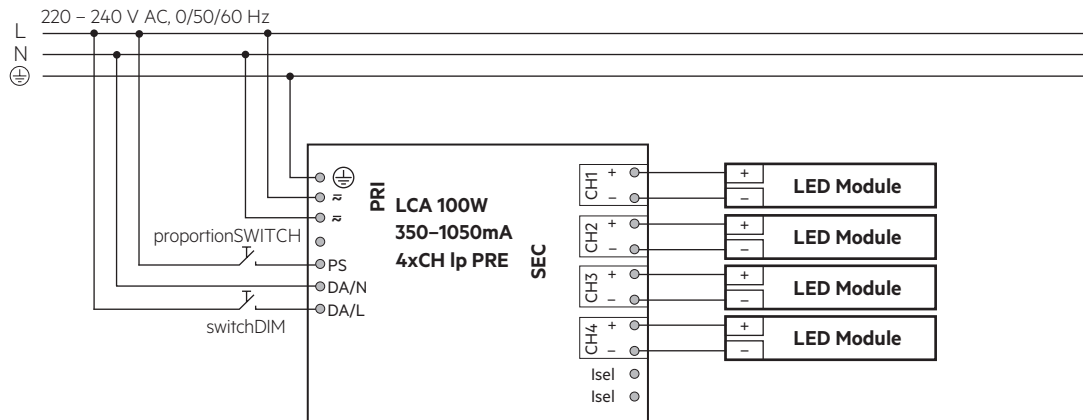 220 – 240 V AC, 0/50/60 Hz
L
N
PRI
LCA 100W
350–1050mA
4xCH lp PRE
SEC
proportionSWITCH
PS
DA/N
DA/L
switchDIM
CH1 + −
+ −
LED Module
CH2 + −
+ −
LED Module
CH3 + −
+ −
LED Module
CH4 + −
+ −
LED Module
Isel
Isel